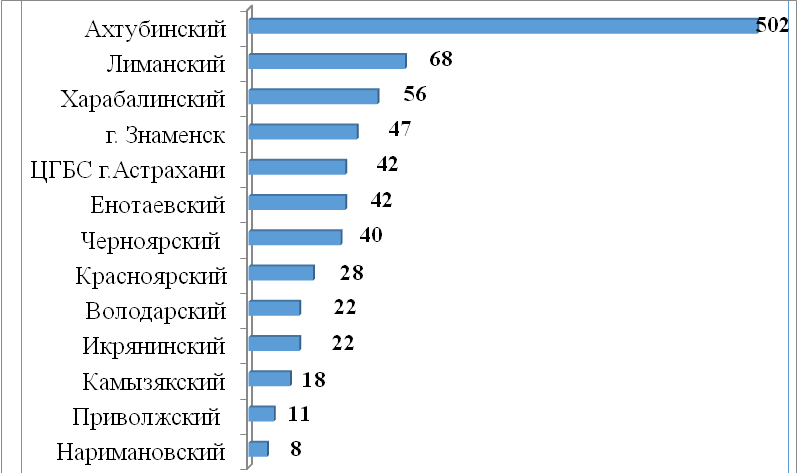 Ахтубинский 502
Лиманский 68
Харабалинский 56
г. Знаменск 47
ЦГБС г.Астрахани 42
Енотаевский 42
Черноярский 40
Красноярский 28
Володарский 22
Икрянинский 22
Камызякский 18
Приволжский 11
Наримановский 8